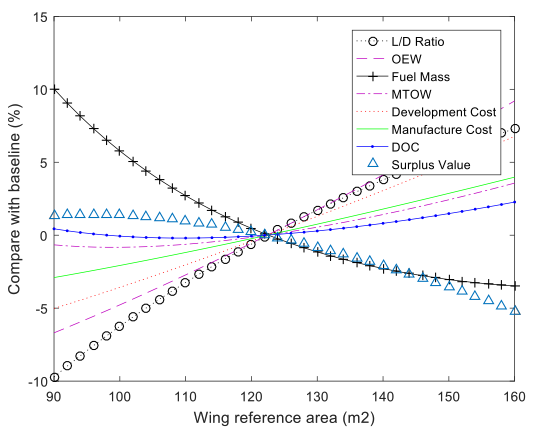 15
10
5
0
-5
-10
Compare with baseline (%)
L/D Ratio
OEW
Fuel Mass
MTOW
Development Cost
Manufacture Cost
DOC
Surplus Value
90 100 110 120 130 140 150 160
Wing reference area (m2)